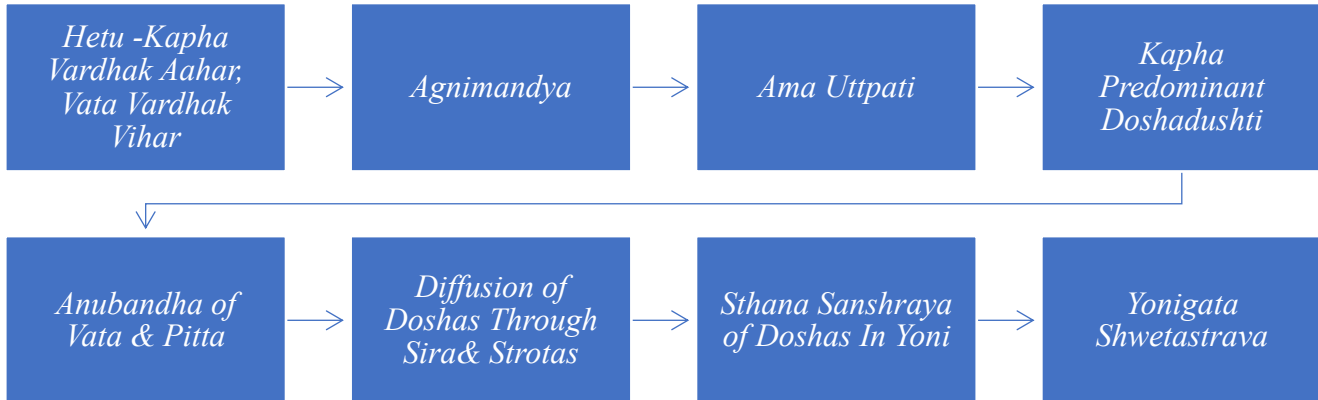 Hetu -Kapha
Vardhak Aahar,
Vata Vardhak
Vihar
Agnimandya
Ama Uttpati
Kapha
Predominant
Doshadushti
Anubandha of
Vata & Pitta
Diffusion of
Doshas Through
Sira& Strotas
Sthana Sanshraya
of Doshas In Yoni
Yonigata
Shwetastrava